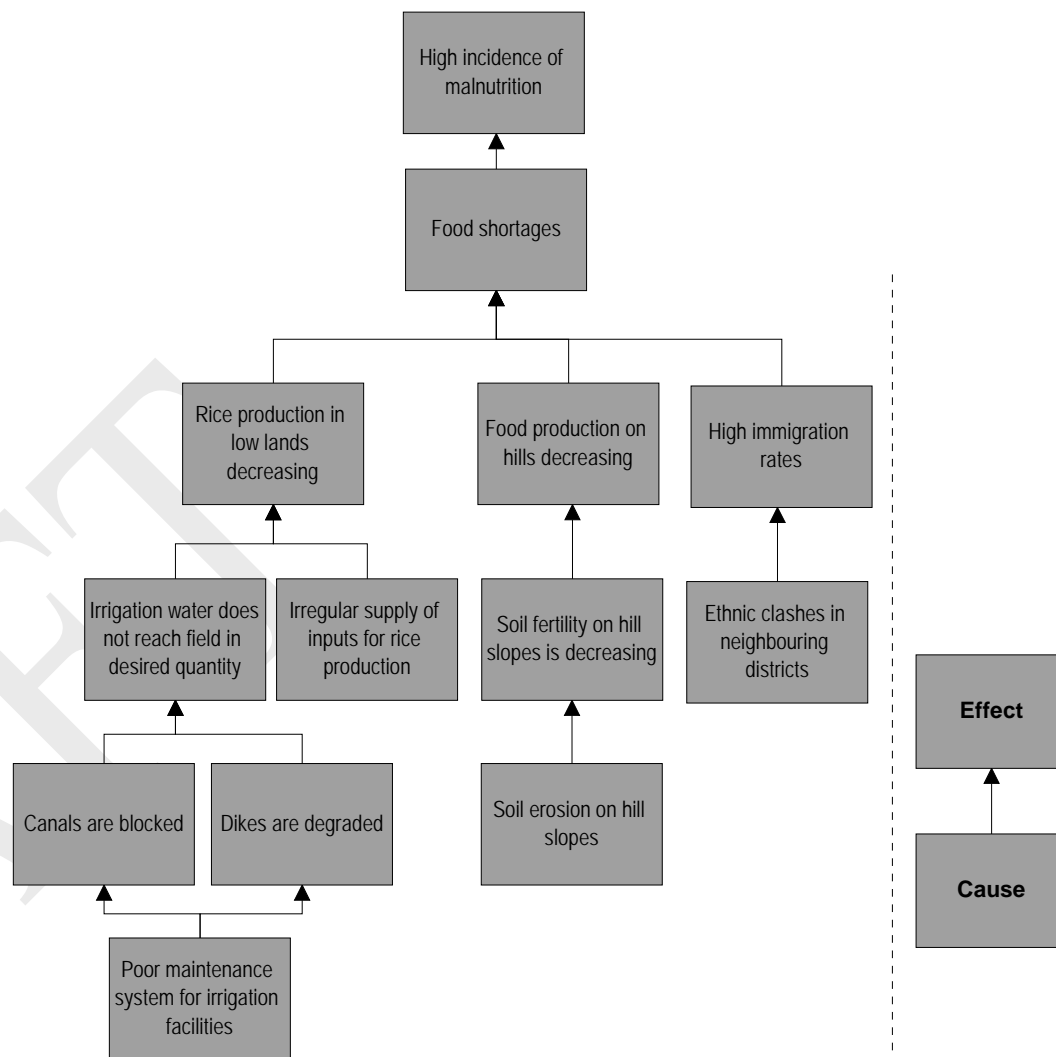 High incidence of
malnutrition
Food shortages
Rice production in
low lands
decreasing
Food production on
hills decreasing
High immigration
rates
Irrigation water does
not reach field in
desired quantity
Irregular supply of
inputs for rice
production
Soil fertility on hill
slopes is decreasing
Ethnic clashes in
neighbouring
districts
Effect
Canals are blocked
Dikes are degraded
Soil erosion on hill
slopes
Cause
Poor maintenance
system for irrigation
facilities